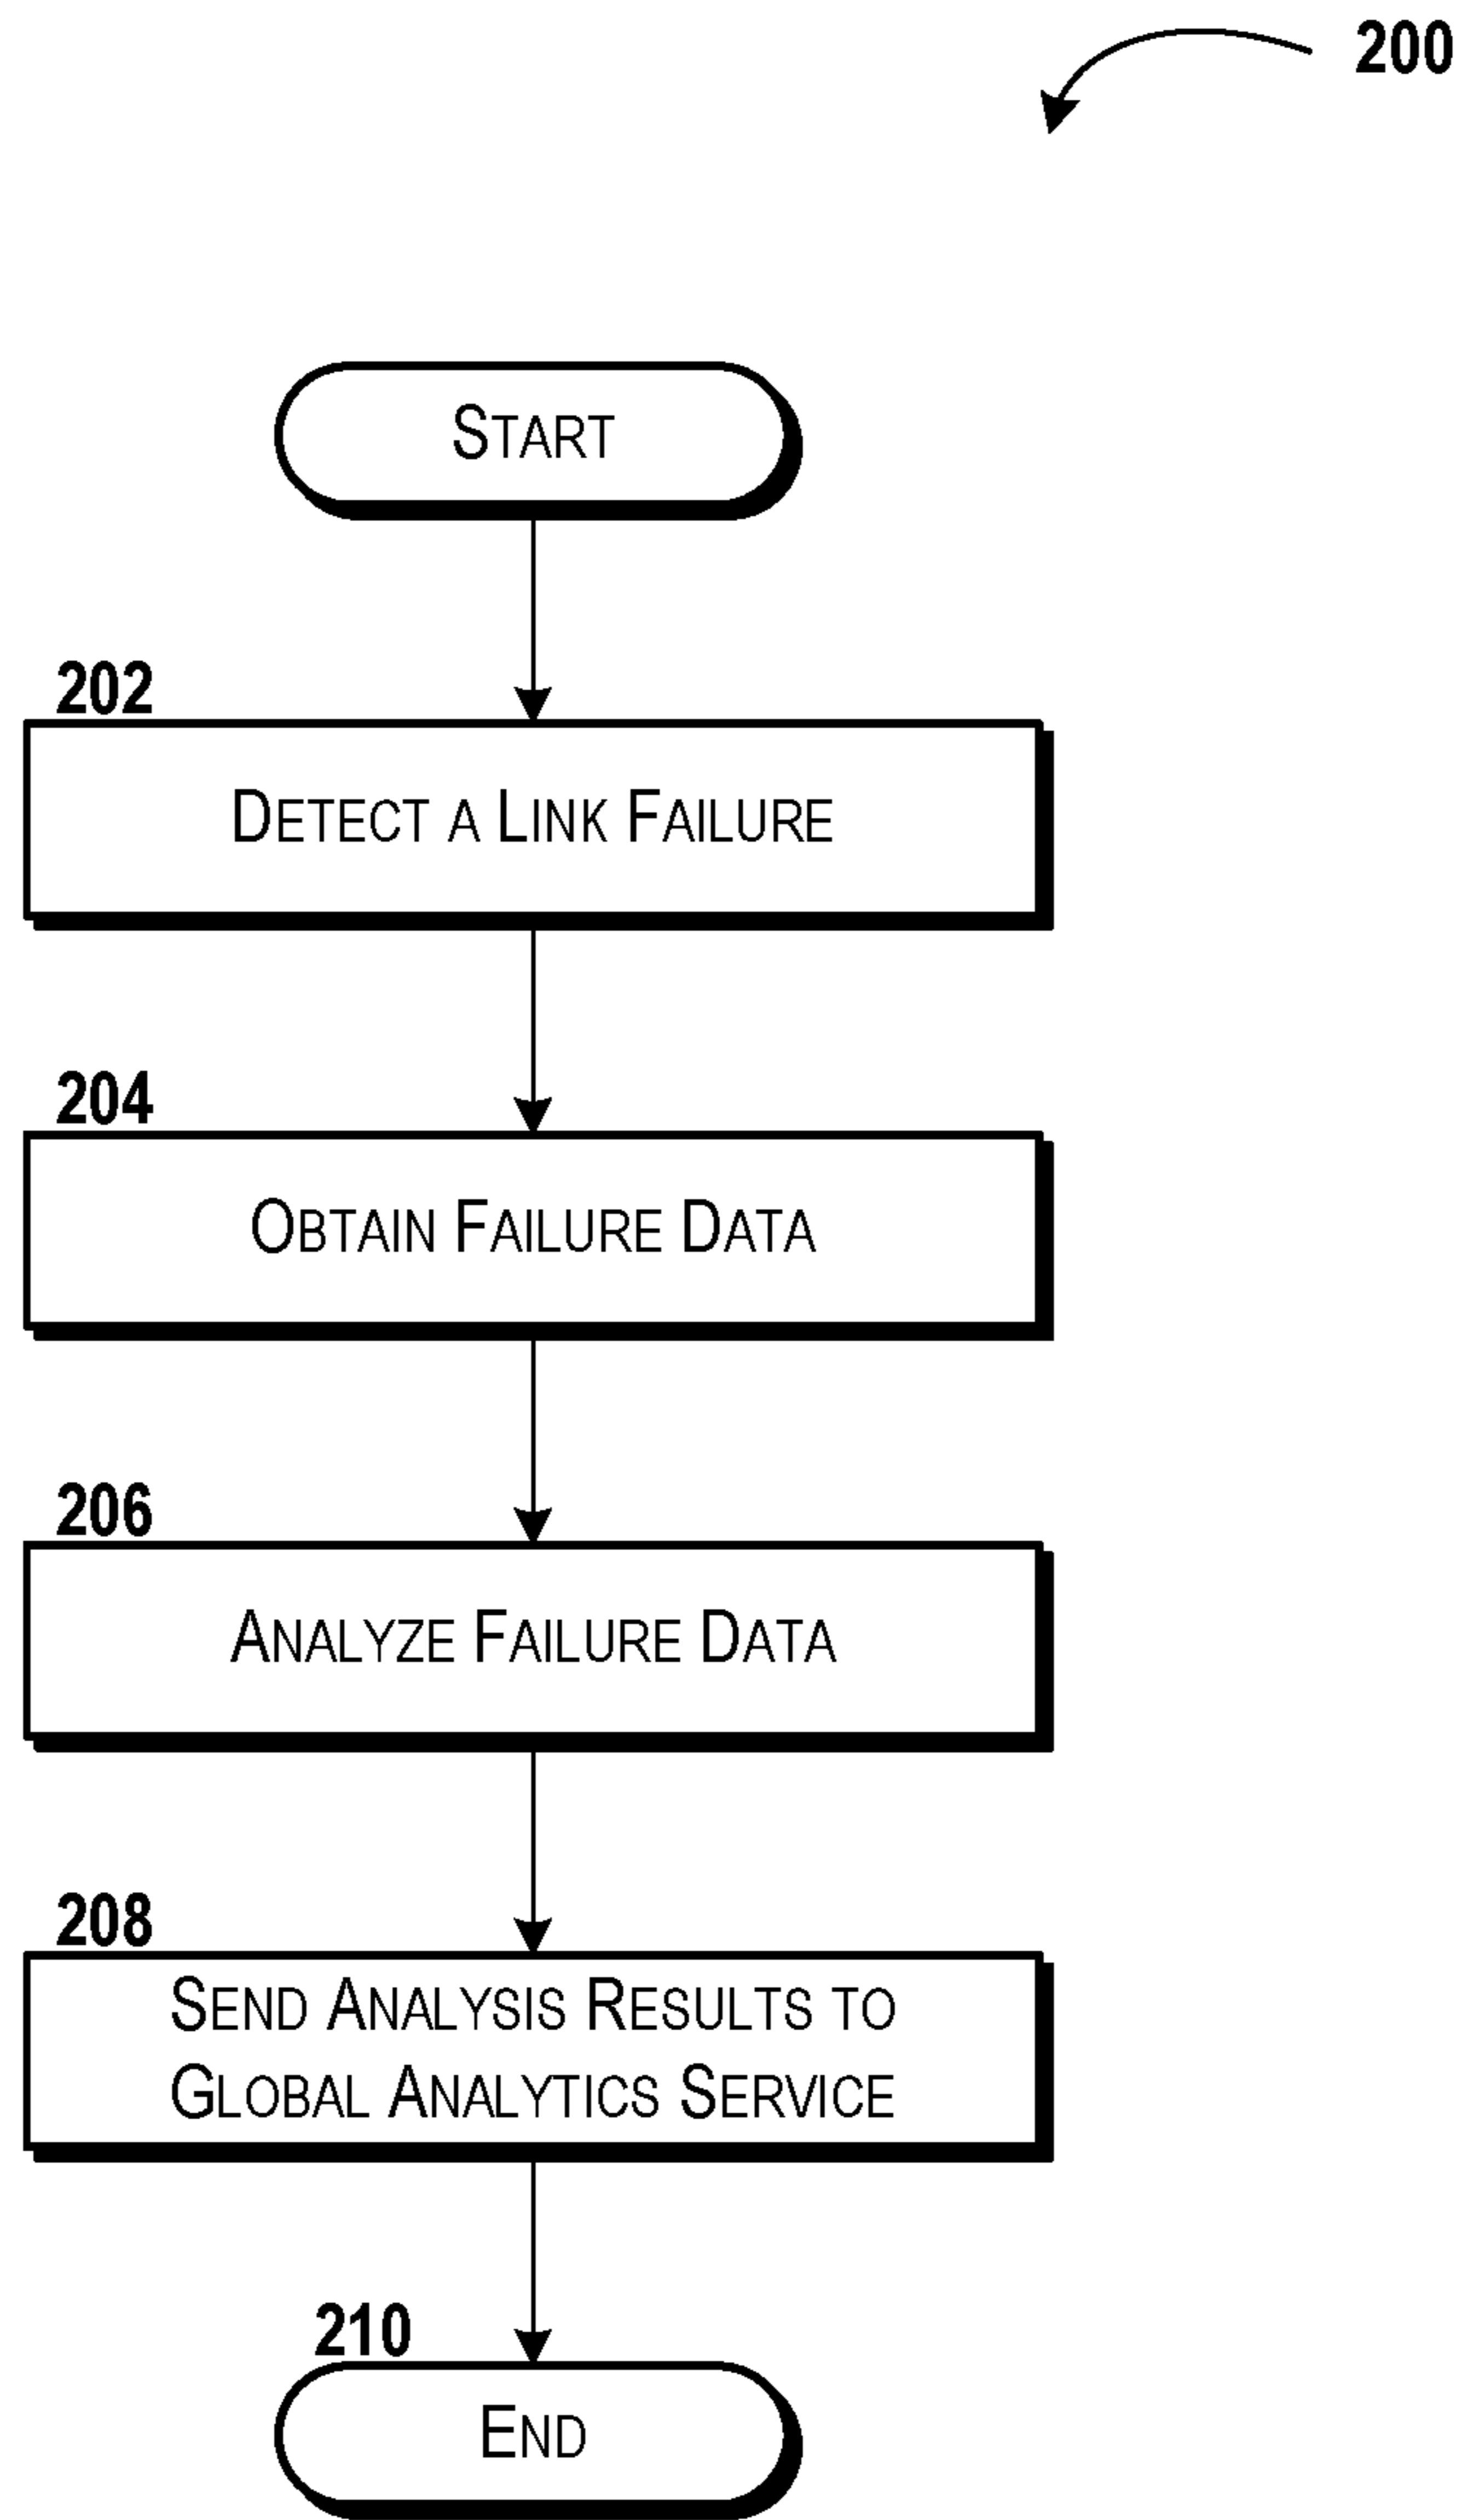 200
START
202
DETECT A LINK FAILURE
204
OBTAIN FAILURE DATA
206
ANALYZE FAILURE DATA
208
SEND ANALYSIS RESULTS TO
GLOBAL ANALYTICS SERVICE
210
END